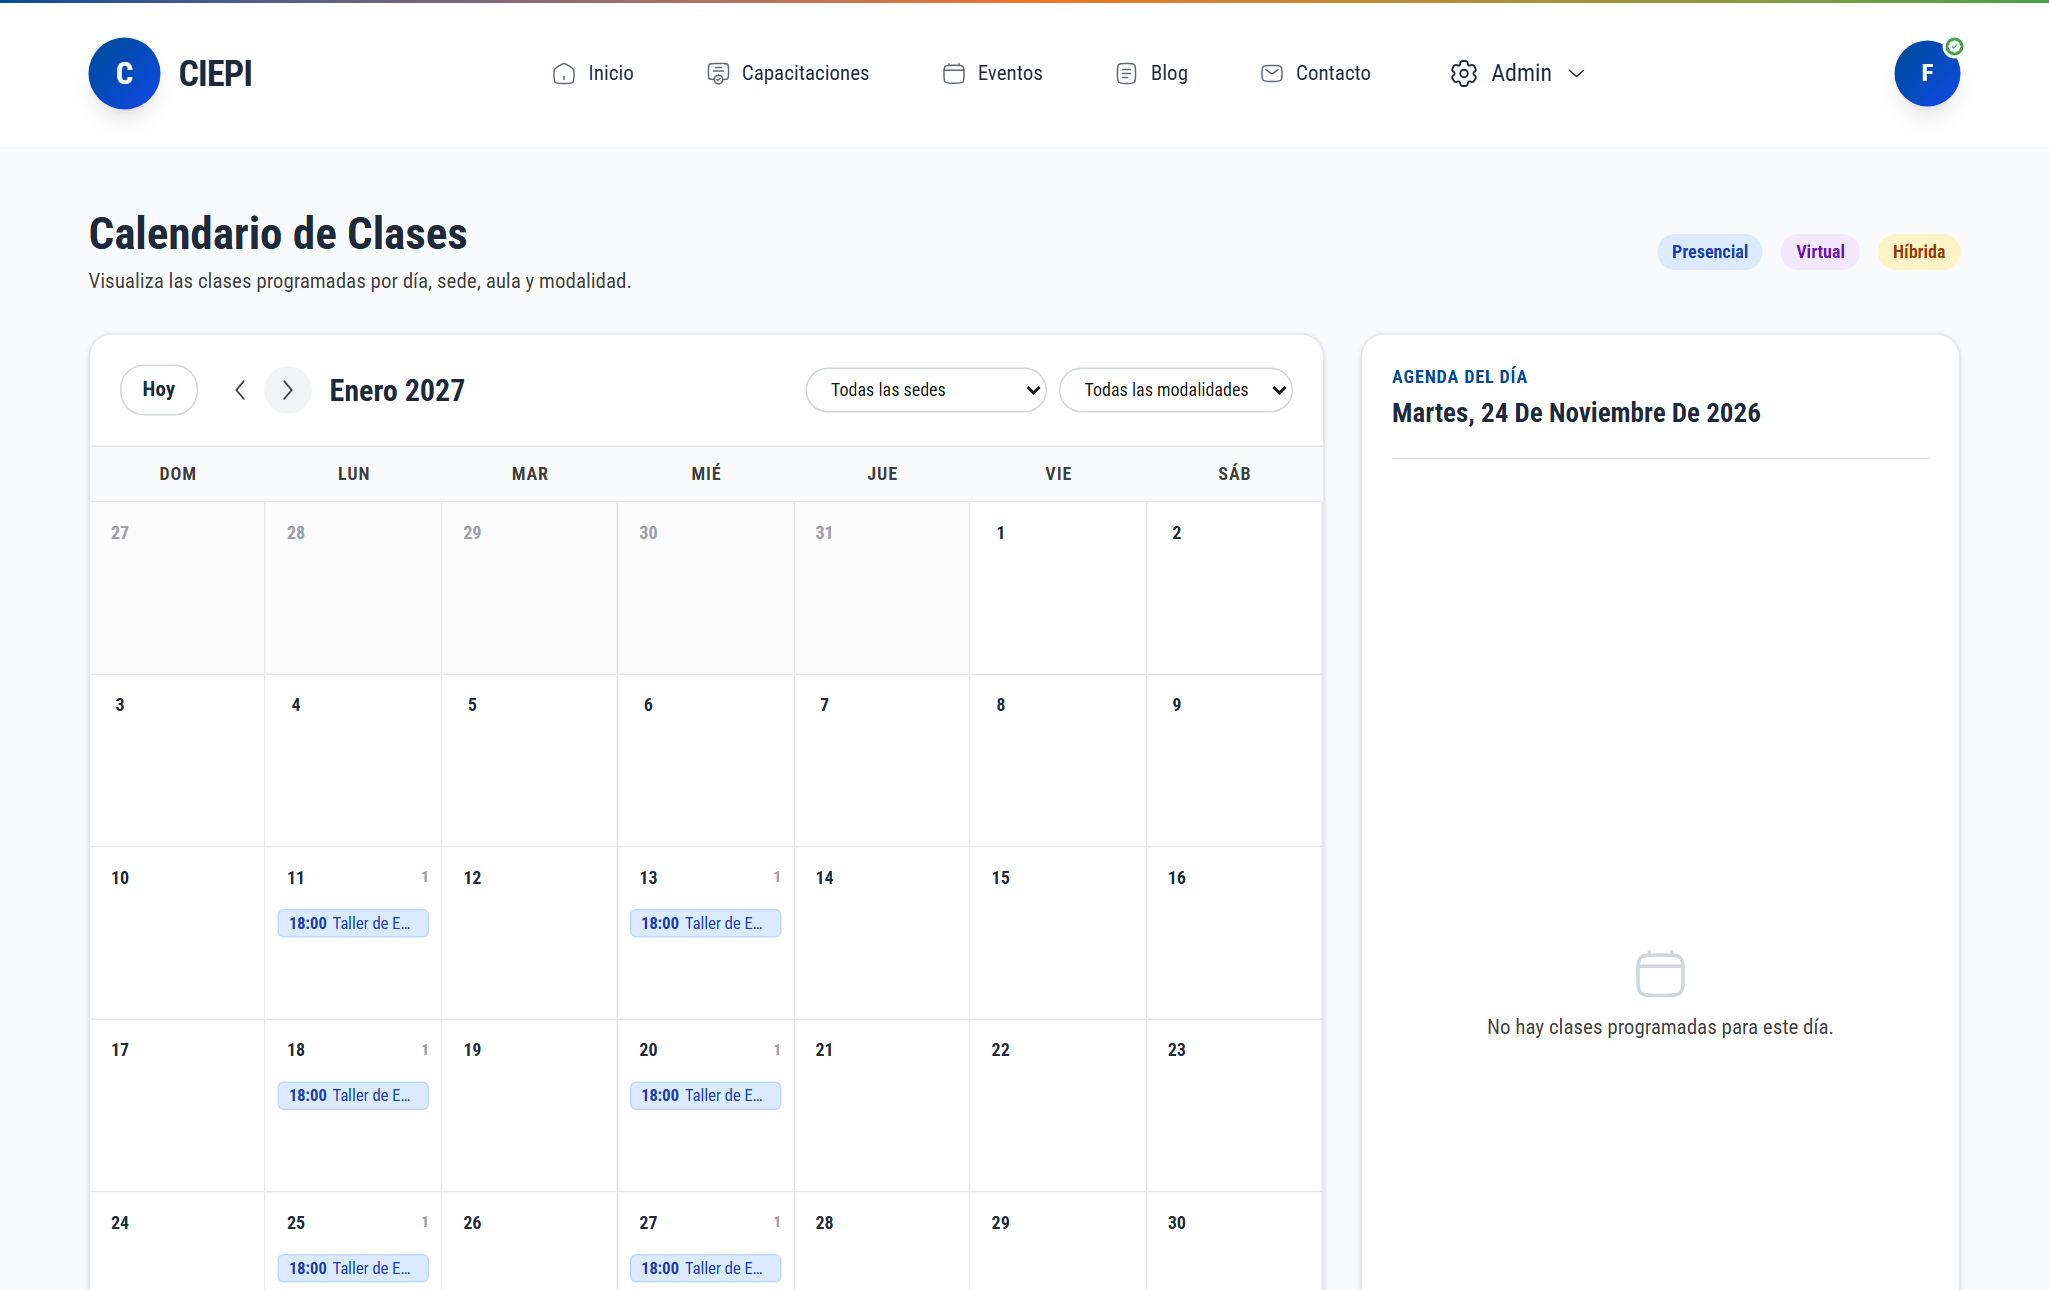 C CIEPI Inicio Capacitaciones Eventos Blog Contacto Admin F
Calendario de Clases
Visualiza las clases programadas por día, sede, aula y modalidad.
Presencial Virtual Híbrida
Hoy Enero 2027 Todas las sedes Todas las modalidades
DOM LUN MAR MIÉ JUE VIE SÁB
27 28 29 30 31 1 2
3 4 5 6 7 8 9
10 11 1 12 13 1 14 15 16
18:00 Taller de E... 18:00 Taller de E...
17 18 1 19 20 1 21 22 23
18:00 Taller de E... 18:00 Taller de E...
24 25 1 26 27 1 28 29 30
18:00 Taller de E... 18:00 Taller de E...
AGENDA DEL DÍA
Martes, 24 De Noviembre De 2026
No hay clases programadas para este día.